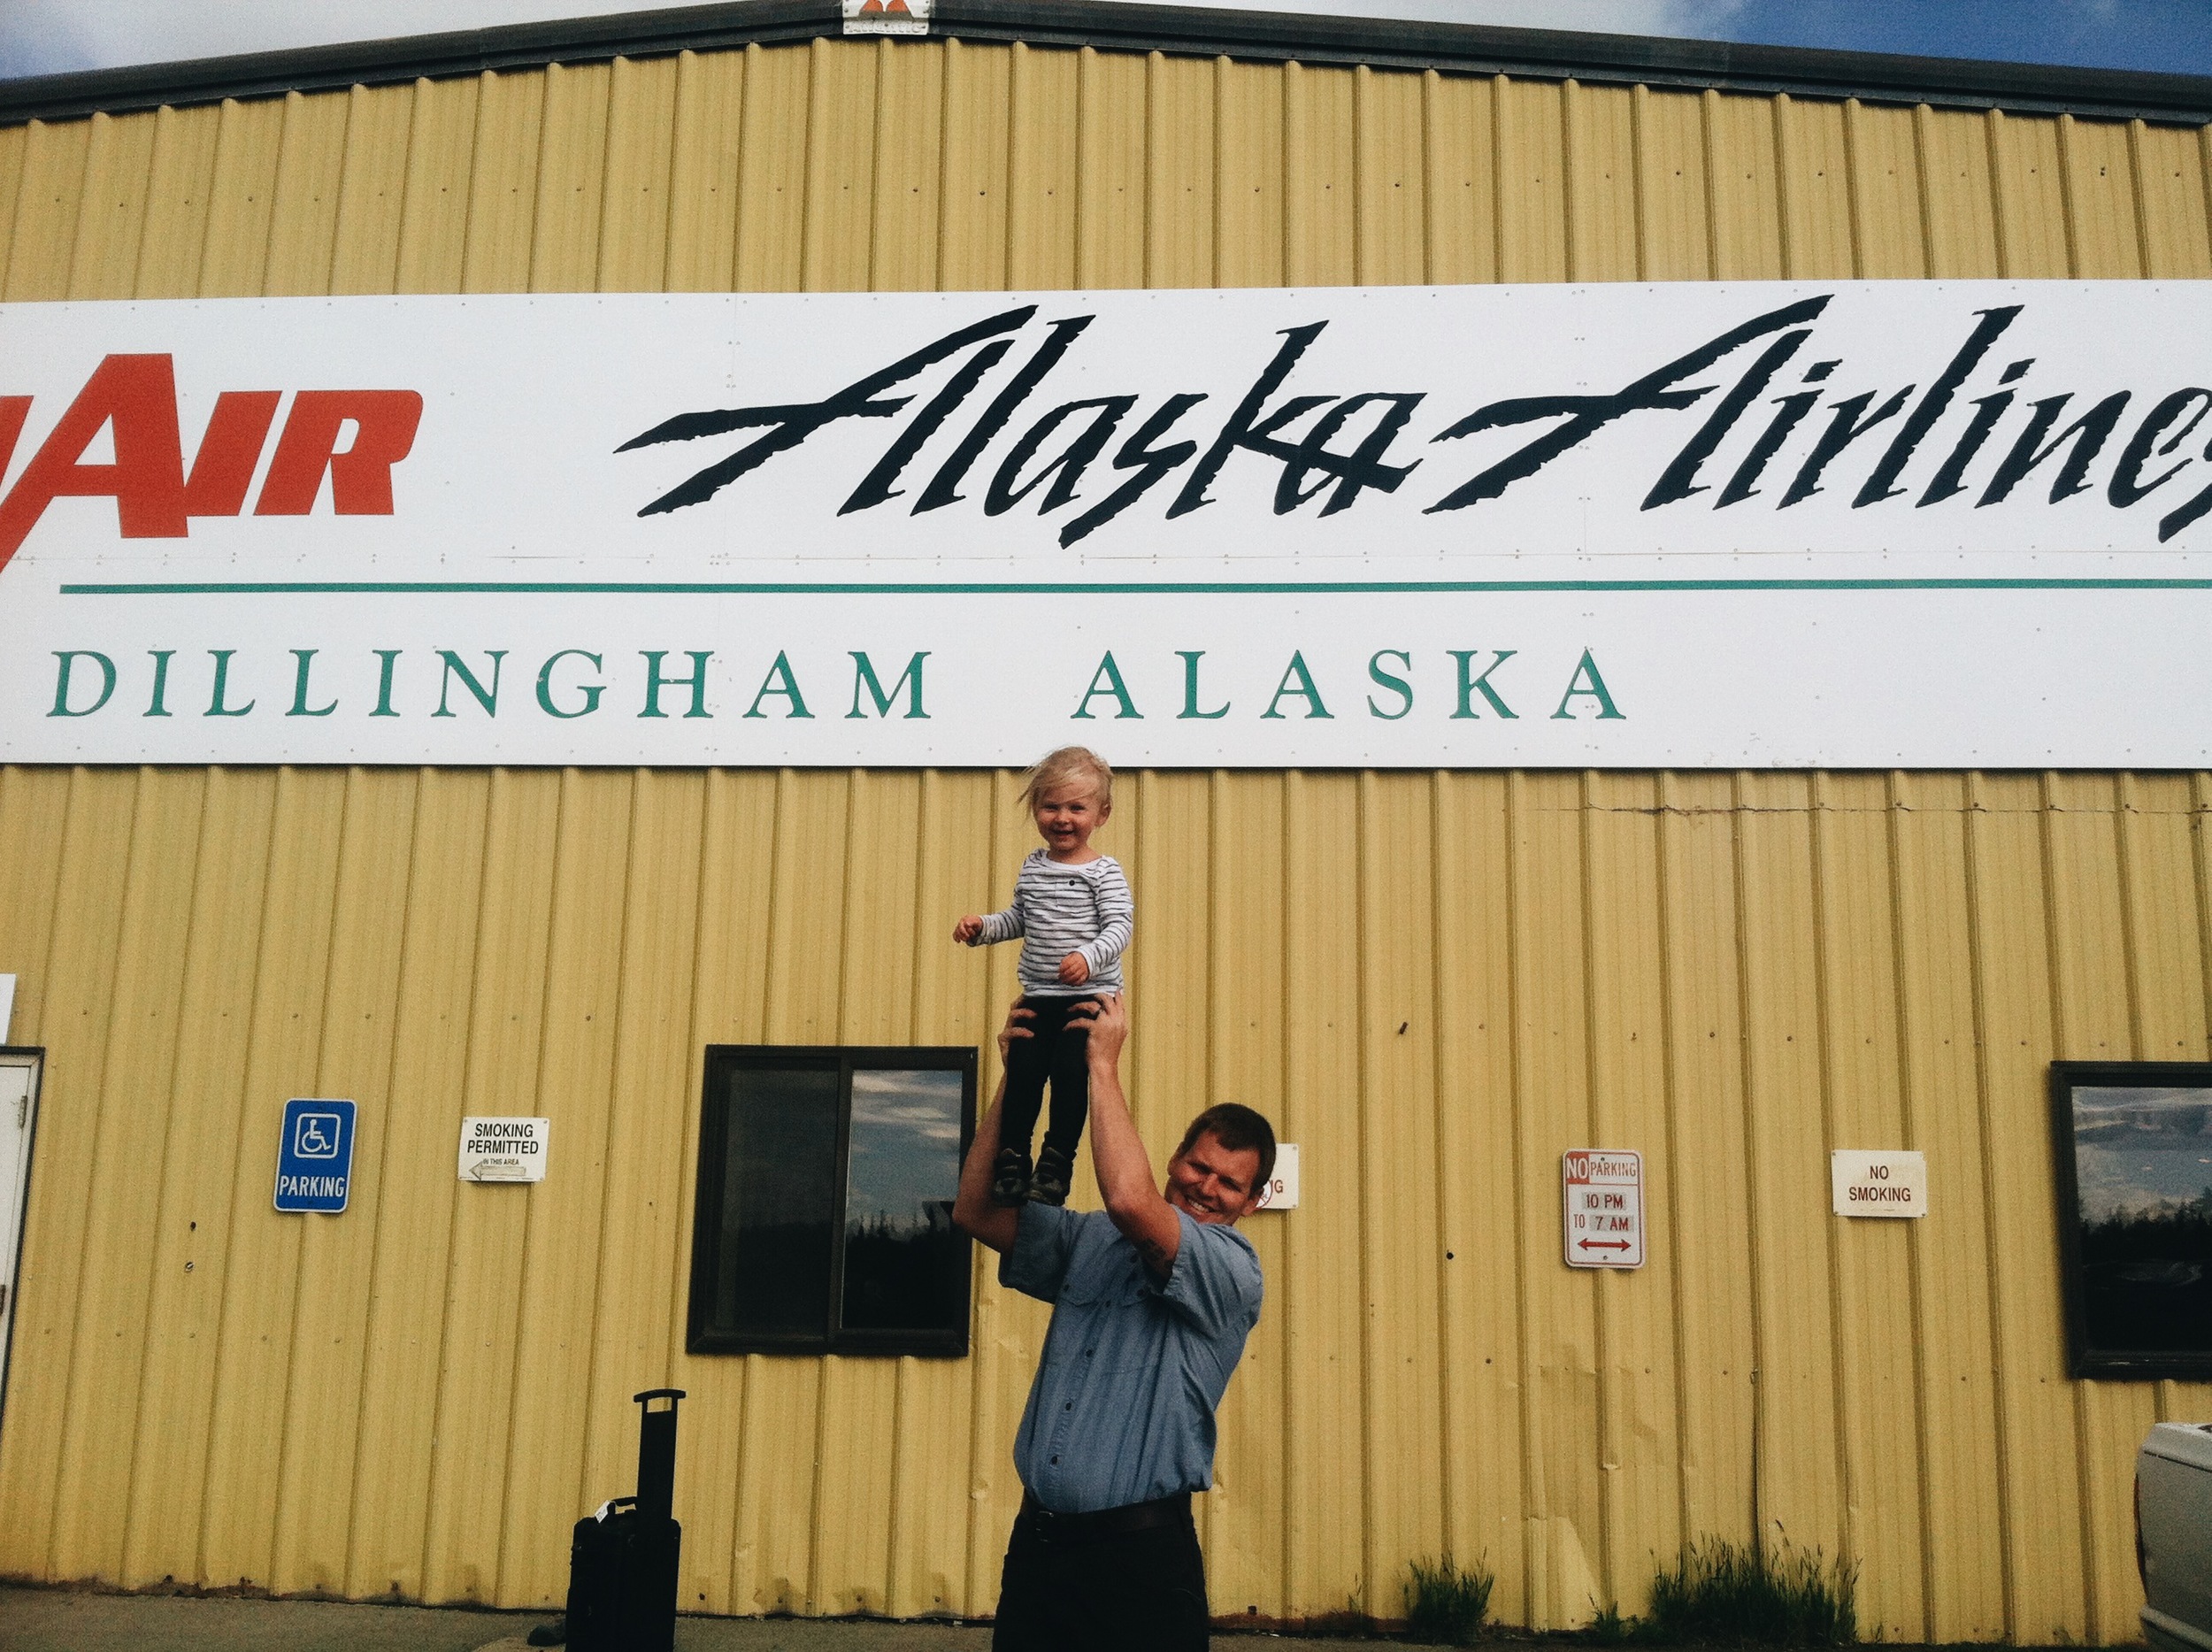 AIR Alaska Airlines
DILLINGHAM ALASKA
PARKING
SMOKING
PERMITTED
IN THIS AREA
NO PARKING
10 PM
TO 7 AM
NO
SMOKING